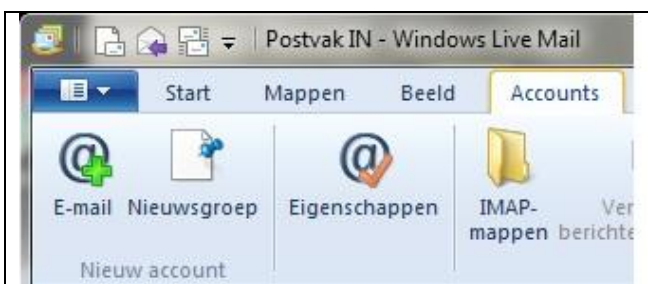 Postvak IN - Windows Live Mail
Start Mappen Beeld Accounts
E-mail Nieuwsgroep Eigenschappen IMAP-
mappen
Nieuw account